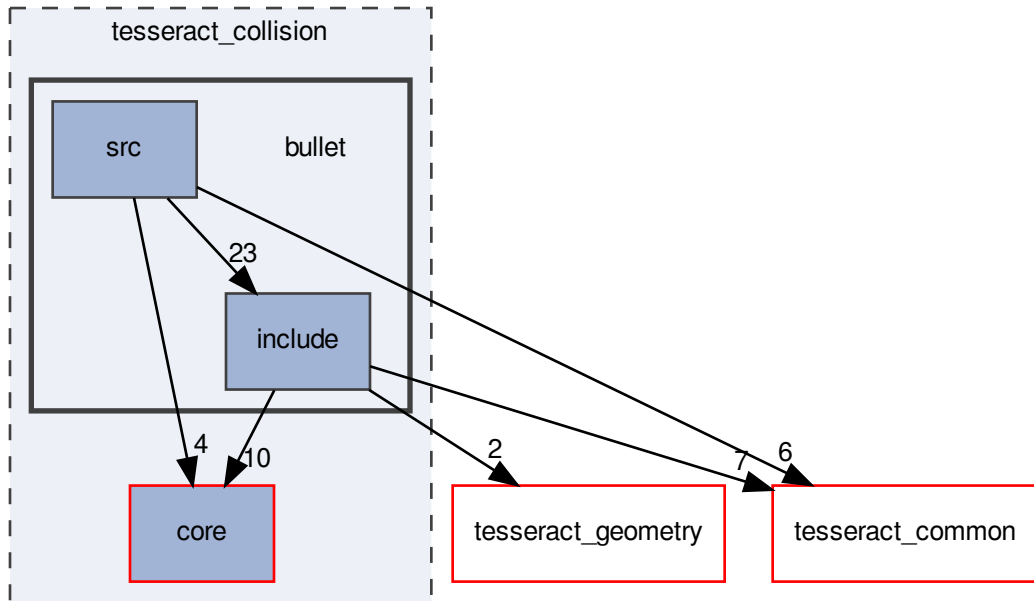 tesseract_collision
src
bullet
23
include
4
10
2
7
6
core
tesseract_geometry
tesseract_common